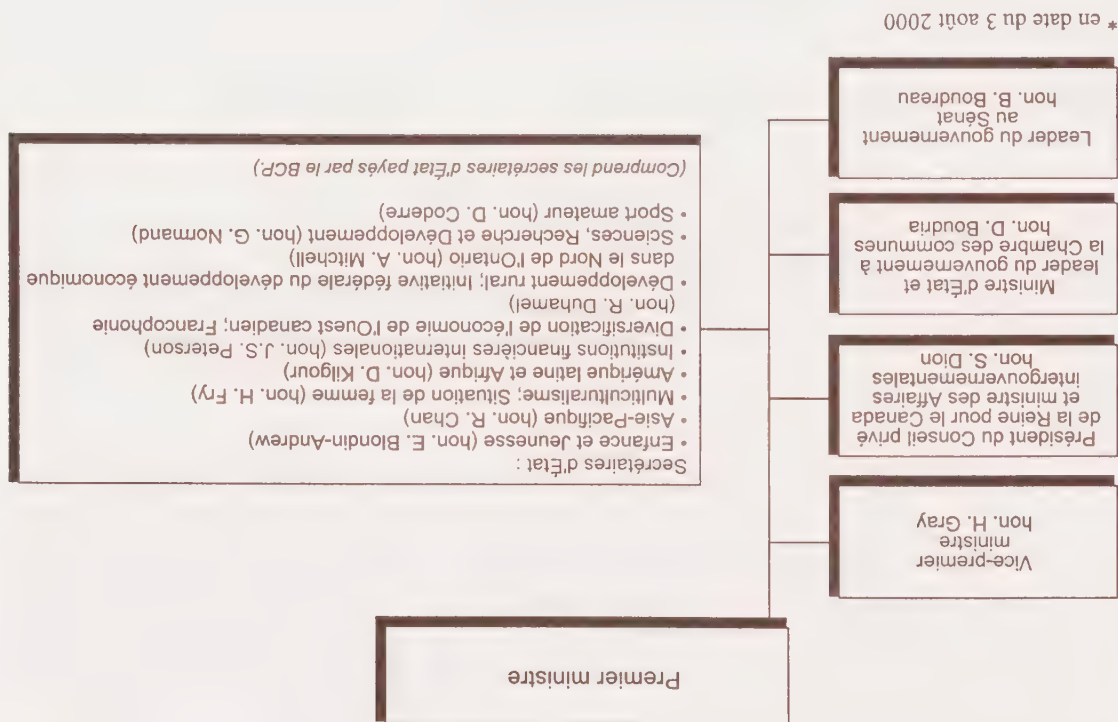 Premier ministre
Vice-premier
ministre
hon. H. Gray
Président du Conseil privé
de la Reine pour le Canada
et ministre des Affaires
intergouvernementales
hon. S. Dion
Ministre d'État et
leader du gouvernement à
la Chambre des communes
hon. D. Boudria
Leader du gouvernement
au Sénat
hon. B. Boudreau
Secrétaires d'État :
• Enfance et Jeunesse (hon. E. Blondin-Andrew)
• Asie-Pacifique (hon. R. Chan)
• Multiculturalisme; Situation de la femme (hon. H. Fry)
• Amérique latine et Afrique (hon. D. Kilgour)
• Institutions financières internationales (hon. J.S. Peterson)
• Diversification de l'économie de l'Ouest canadien; Francophonie
(hon. R. Duhamel)
• Développement rural; Initiative fédérale du développement économique
dans le Nord de l'Ontario (hon. A. Mitchell)
• Sciences, Recherche et Développement (hon. G. Normand)
• Sport amateur (hon. D. Coderre)
(Comprend les secrétaires d'État payés par le BCP.)
* en date du 3 août 2000